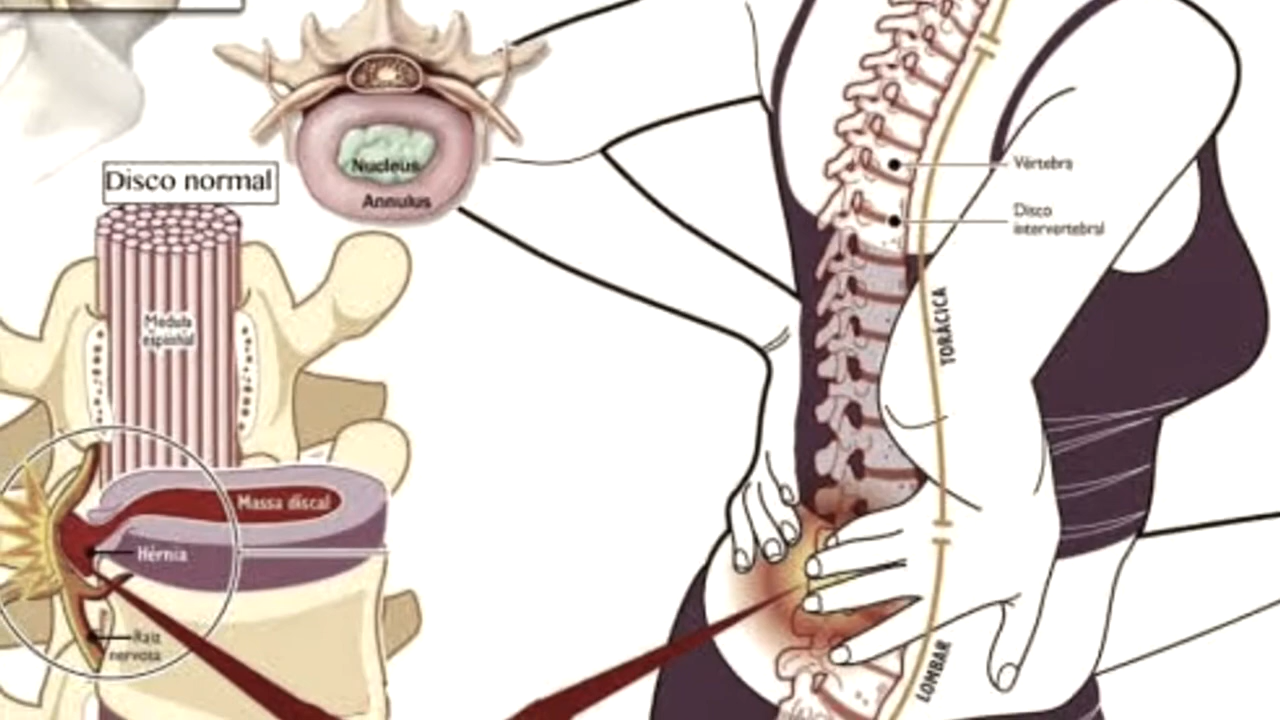 Nucleus
Annulus
Disco normal
Medula
espinhal
Massa discal
Hérnia
Raiz
nervosa
Vértebra
Disco
intervertebral
TORÁCICA
LOMBAR